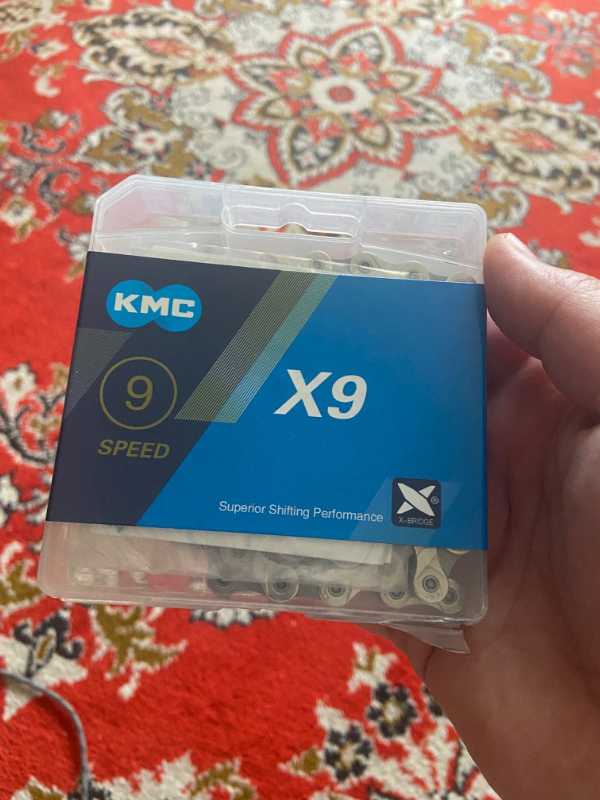 KMC
9
SPEED
X9
Superior Shifting Performance
®
X-BRIDGE